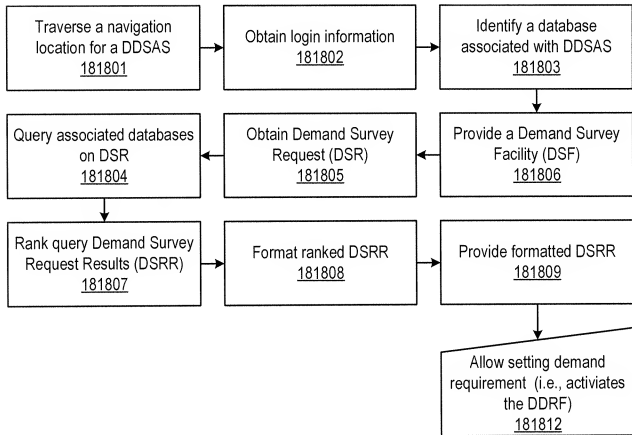 Traverse a navigation
location for a DDSAS
181801
Obtain login information
181802
Identify a database
associated with DDSAS
181803
Provide a Demand Survey
Facility (DSF)
181806
Obtain Demand Survey
Request (DSR)
181805
Query associated databases
on DSR
181804
Rank query Demand Survey
Request Results (DSRR)
181807
Format ranked DSRR
181808
Provide formatted DSRR
181809
Allow setting demand
requirement (i.e., activiates
the DDRF)
181812